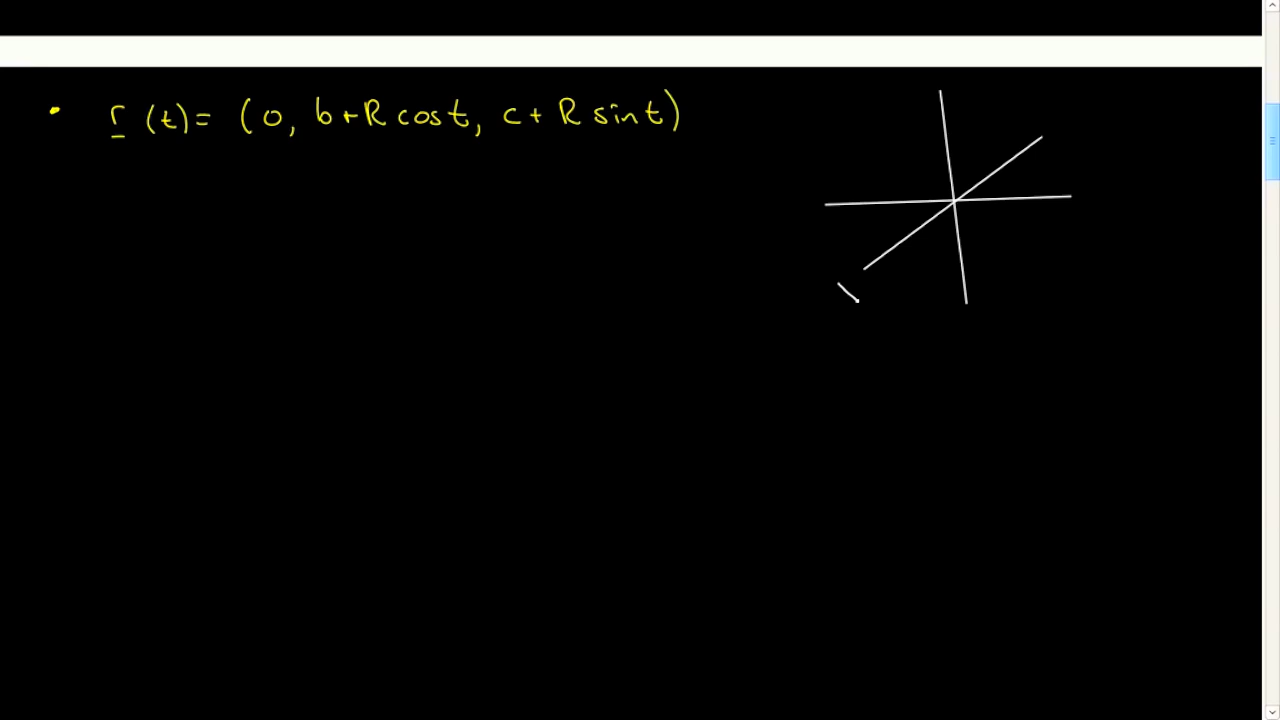 • r (t) = (0, b+R cos t, c+ R sin t)